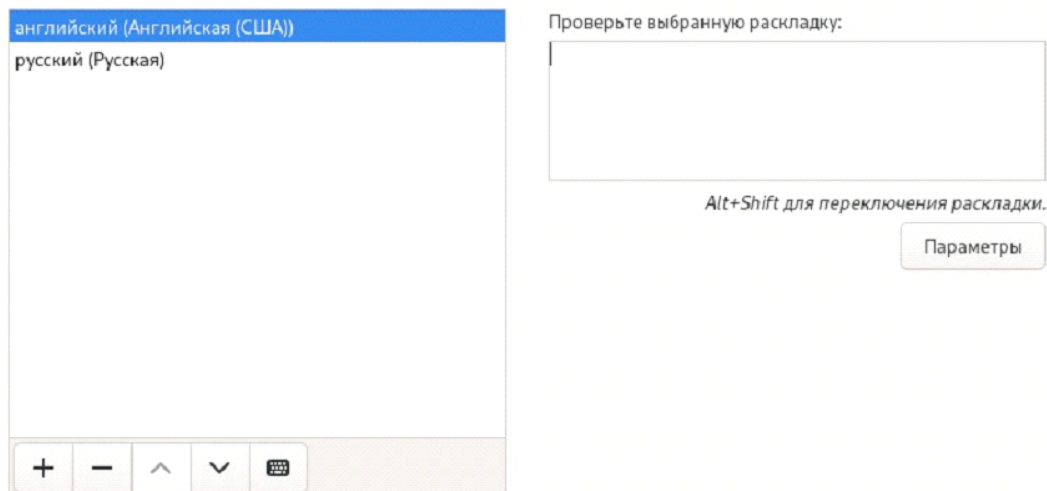 английский (Английская (США))
русский (Русская)
Проверьте выбранную раскладку:
Alt+Shift для переключения раскладки.
Параметры